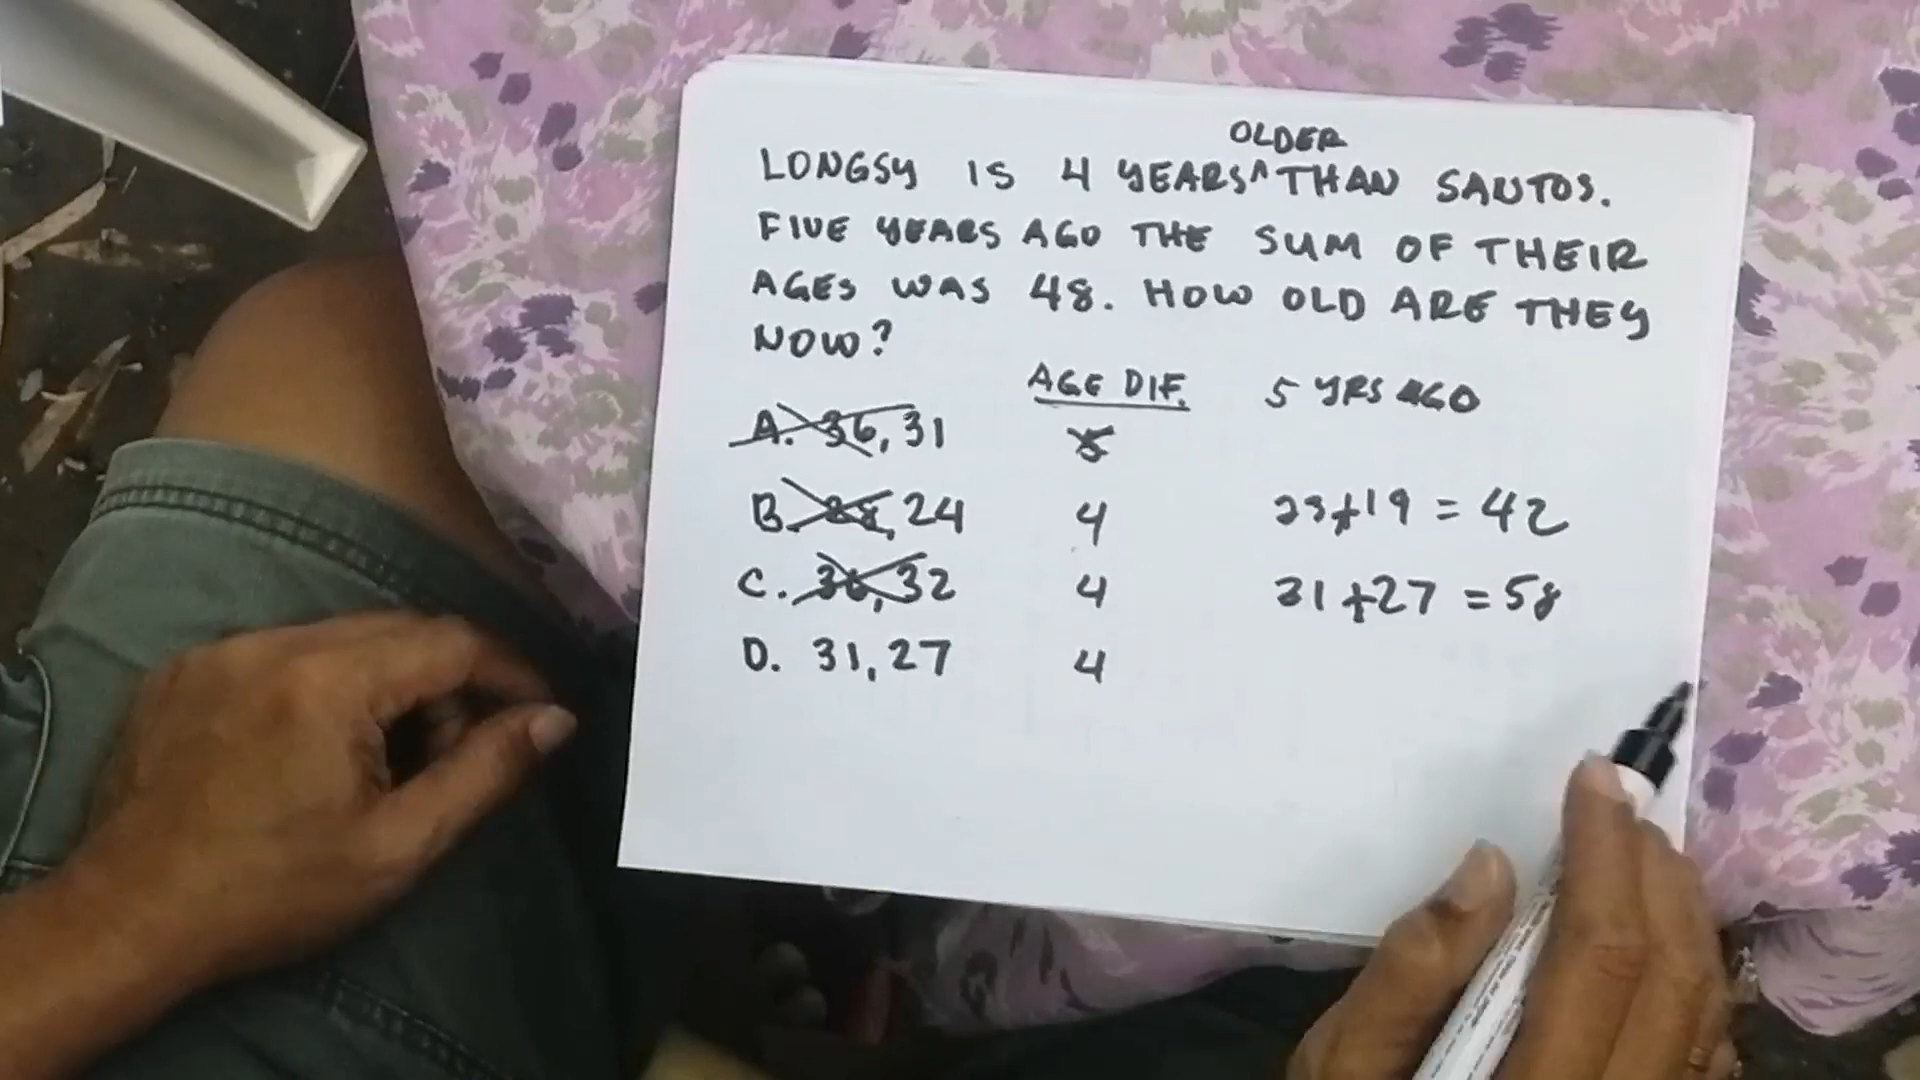 OLDER
LONGSY IS 4 YEARS^THAN SANTOS.
FIVE YEARS AGO THE SUM OF THEIR
AGES WAS 48. HOW OLD ARE THEY
NOW?
AGE DIF. 5 YRS AGO
A. 36, 31 5
B. 28, 24 4 23+19 = 42
C. 36, 32 4 31+27 = 58
D. 31, 27 4